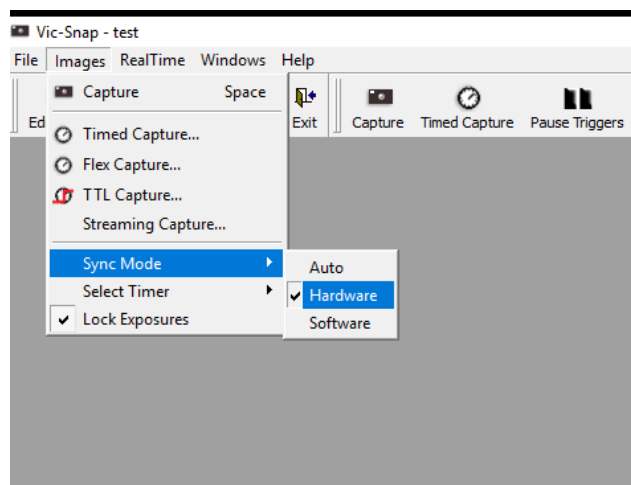 Vic-Snap - test
File Images RealTime Windows Help
Capture Space
Ed
Exit
Capture
Timed Capture
Pause Triggers
Timed Capture...
Flex Capture...
TTL Capture...
Streaming Capture...
Sync Mode
Select Timer
Lock Exposures
Auto
Hardware
Software